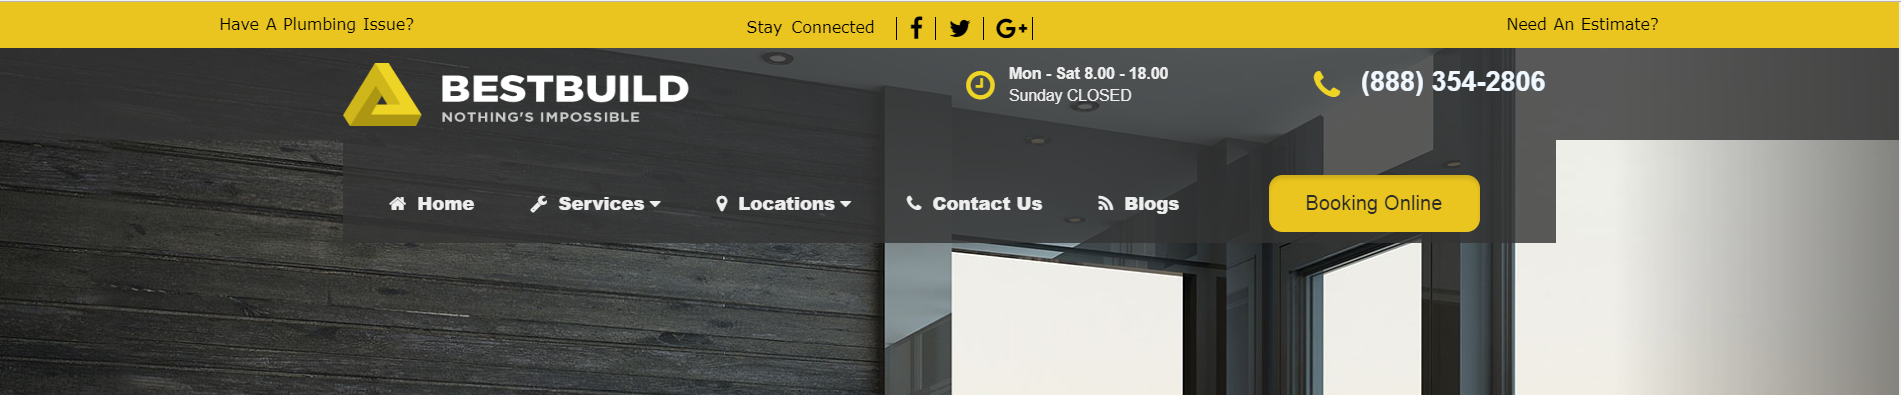 Have A Plumbing Issue?
Stay Connected
Need An Estimate?
BESTBUILD
NOTHING'S IMPOSSIBLE
Mon - Sat 8.00 - 18.00
Sunday CLOSED
(888) 354-2806
Home
Services
Locations
Contact Us
Blogs
Booking Online